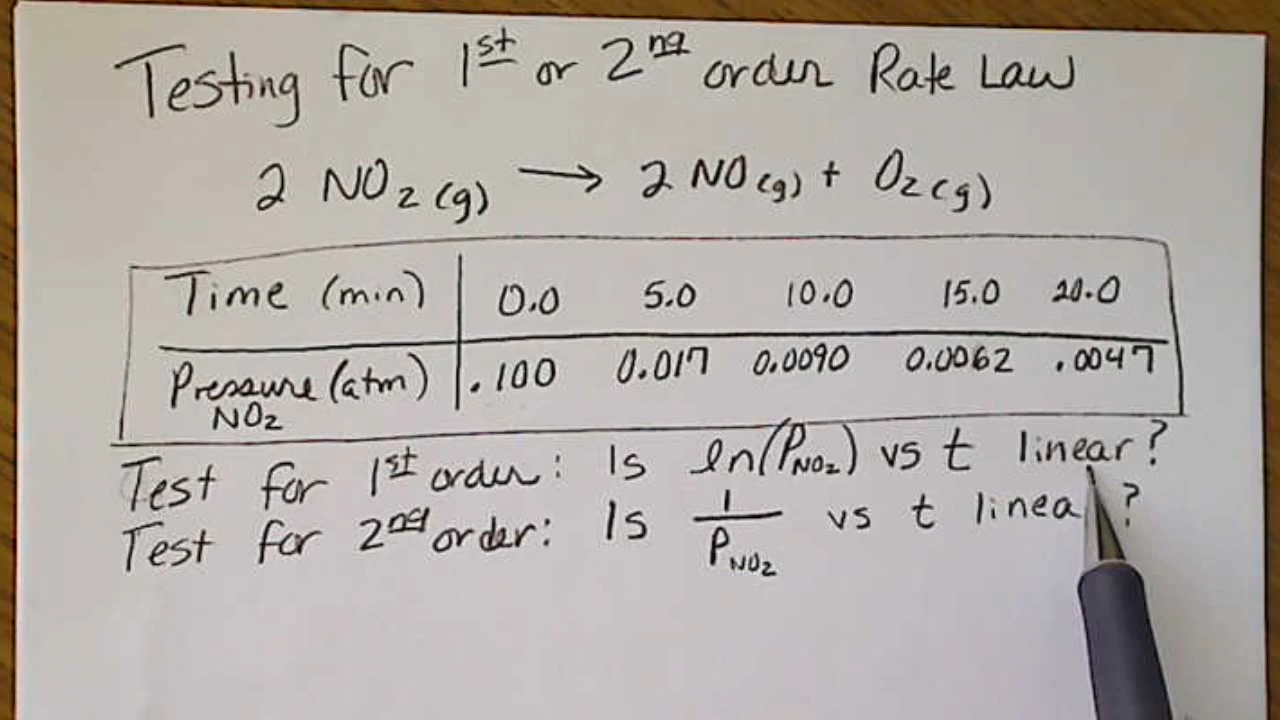 Testing for 1st or 2nd order Rate Law
2 NO2(g) → 2 NO(g) + O2(g)
Time (min) 0.0 5.0 10.0 15.0 20.0
Pressure (atm) .100 0.017 0.0090 0.0062 .0047
NO2
Test for 1st order: Is ln(PNO2) vs t linear?
Test for 2nd order: Is 1/PNO2 vs t linea ?